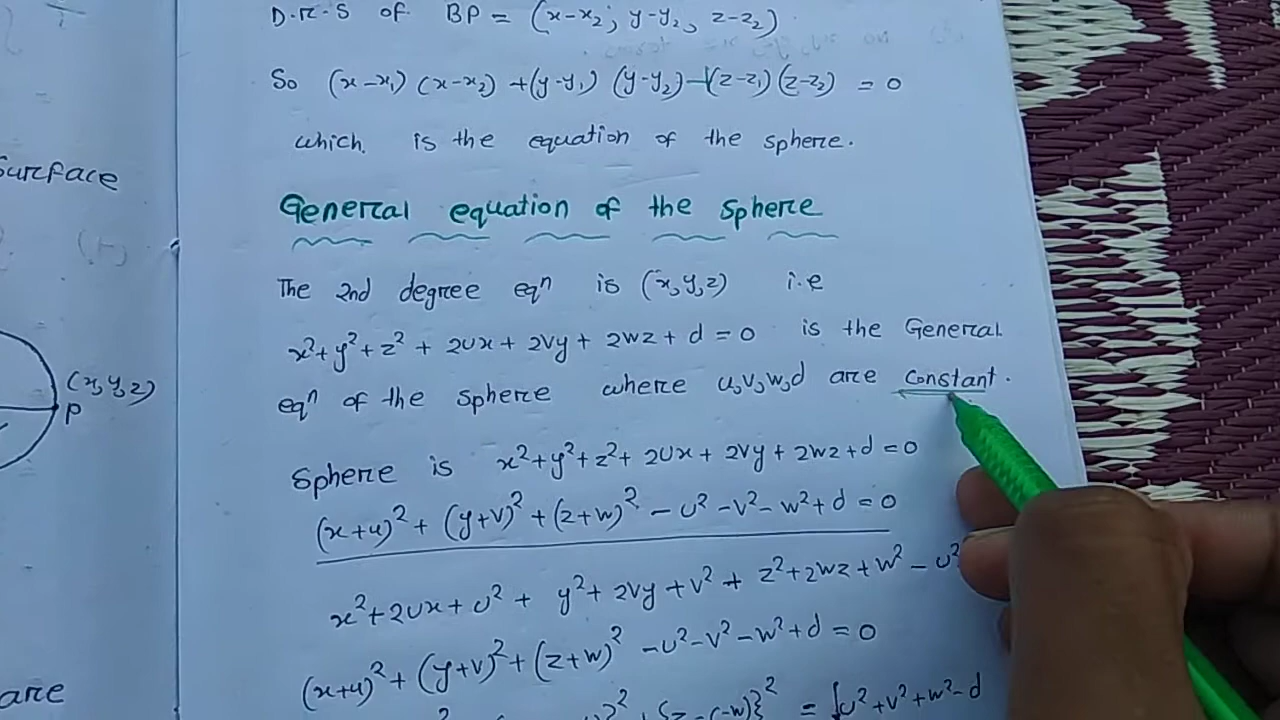 D.r.s of BP = (x-x₂, y-y₂, z-z₂)
So (x-x₁) (x-x₂) + (y-y₁) (y-y₂) + (z-z₁) (z-z₂) = 0
which is the equation of the sphere.
Surface
General equation of the sphere
The 2nd degree eqⁿ is (x,y,z) i.e
x²+y²+z² + 2ux + 2vy + 2wz + d = 0 is the General
(x,y,z)
P
eqⁿ of the sphere where u,v,w,d are constant.
Sphere is x²+y²+z²+2ux+2vy+2wz+d=0
(x+u)² + (y+v)² + (z+w)² - u² - v² - w² + d = 0
x²+2ux+u² + y²+2vy+v² + z²+2wz+w² - u²
(x+u)² + (y+v)² + (z+w)² - u² - v² - w² + d = 0
are
{z-(-w)}² = {u²+v²+w²-d